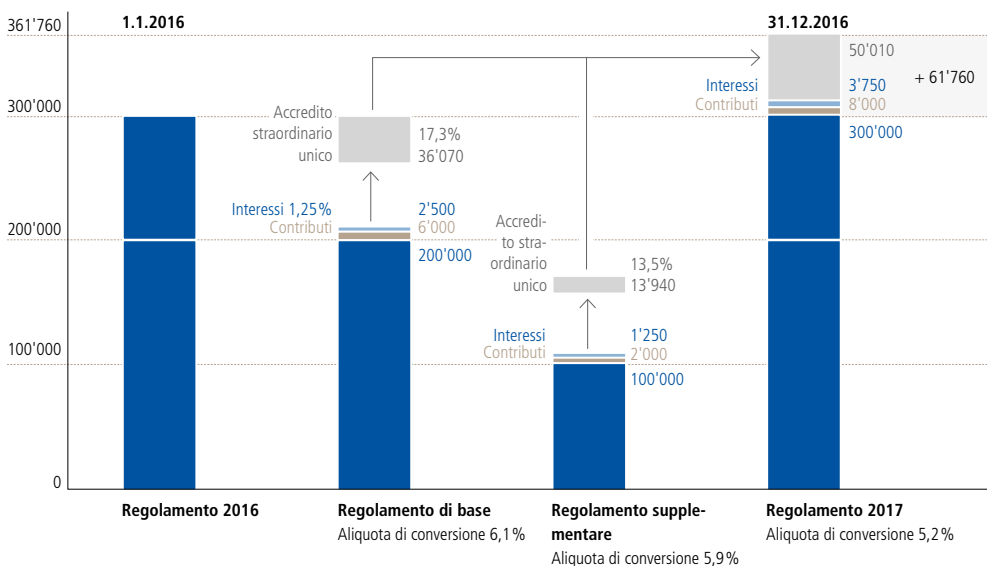 361'760
300'000
200'000
100'000
0
1.1.2016
Accredito
straordinario
unico
17,3%
36'070
Interessi 1,25%
2'500
Contributi
6'000
200'000
Accredi-
to stra-
ordinario
unico
13,5%
13'940
Interessi
1'250
Contributi
2'000
100'000
31.12.2016
50'010
Interessi
3'750
+ 61'760
Contributi
8'000
300'000
Regolamento 2016
Regolamento di base
Aliquota di conversione 6,1%
Regolamento supple-
mentare
Aliquota di conversione 5,9%
Regolamento 2017
Aliquota di conversione 5,2%